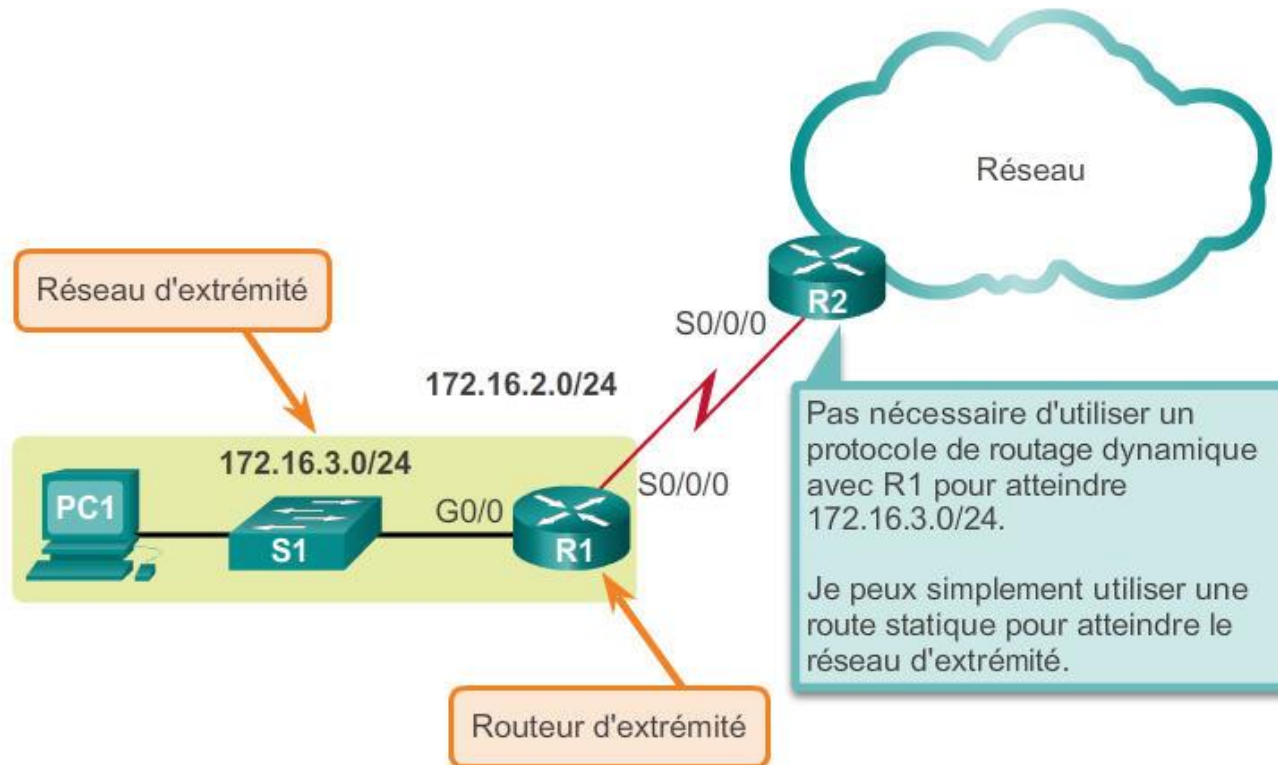 Réseau
Réseau d'extrémité
R2
S0/0/0
172.16.2.0/24
Pas nécessaire d'utiliser un
protocole de routage dynamique
avec R1 pour atteindre
172.16.3.0/24.
Je peux simplement utiliser une
route statique pour atteindre le
réseau d'extrémité.
172.16.3.0/24
S0/0/0
PC1
G0/0
S1
R1
Routeur d'extrémité